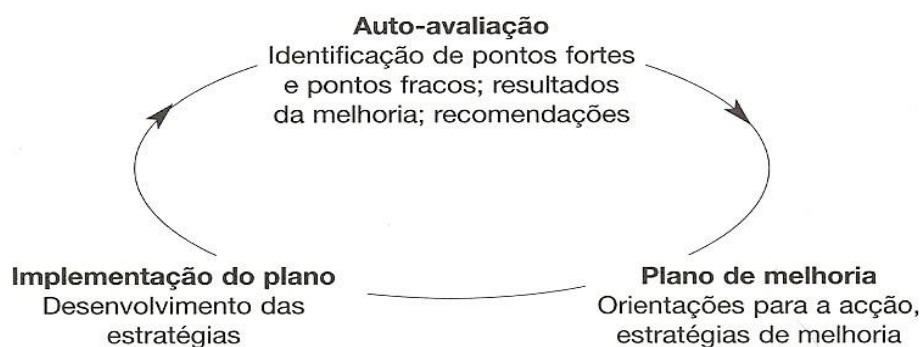 Auto-avaliação
Identificação de pontos fortes
e pontos fracos; resultados
da melhoria; recomendações
Implementação do plano
Desenvolvimento das
estratégias
Plano de melhoria
Orientações para a acção,
estratégias de melhoria